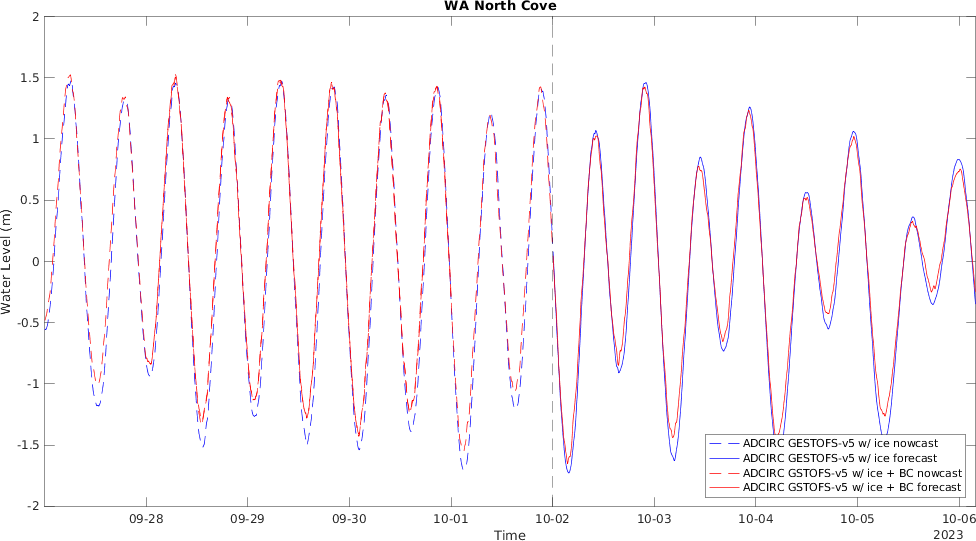 WA North Cove
2
1.5
1
0.5
0
-0.5
-1
-1.5
-2
Water Level (m)
09-28
09-29
09-30
10-01
10-02
10-03
10-04
10-05
10-06
2023
Time
ADCIRC GESTOFS-v5 w/ ice nowcast
ADCIRC GESTOFS-v5 w/ ice forecast
ADCIRC GSTOFS-v5 w/ ice + BC nowcast
ADCIRC GSTOFS-v5 w/ ice + BC forecast